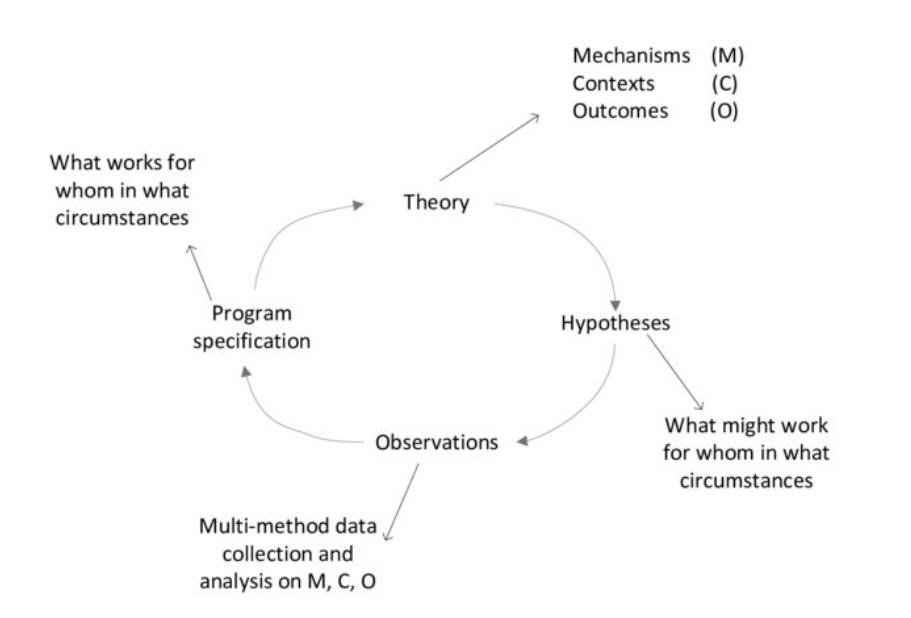 Mechanisms (M)
Contexts (C)
Outcomes (O)
What works for
whom in what
circumstances
Theory
Program
specification
Hypotheses
What might work
for whom in what
circumstances
Observations
Multi-method data
collection and
analysis on M, C, O